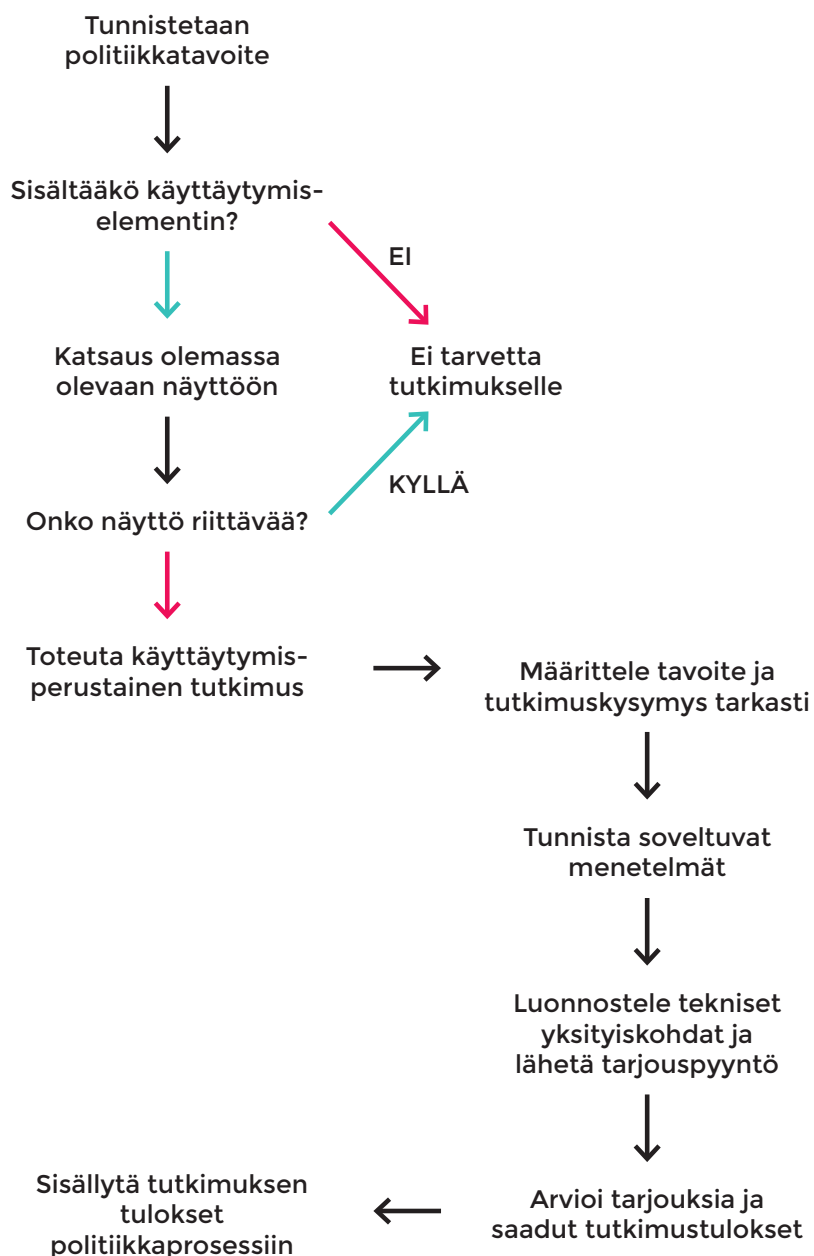 Tunnistetaan
politiikkatavoite
Sisältääkö käyttäytymis-
elementin?
EI
Katsaus olemassa
olevaan näyttöön
Ei tarvetta
tutkimukselle
KYLLÄ
Onko näyttö riittävää?
Toteuta käyttäytymis-
perustainen tutkimus
Määrittele tavoite ja
tutkimuskysymys tarkasti
Tunnista soveltuvat
menetelmät
Luonnostele tekniset
yksityiskohdat ja
lähetä tarjouspyyntö
Arvioi tarjouksia ja
saadut tutkimustulokset
Sisällytä tutkimuksen
tulokset
politiikkaprosessiin